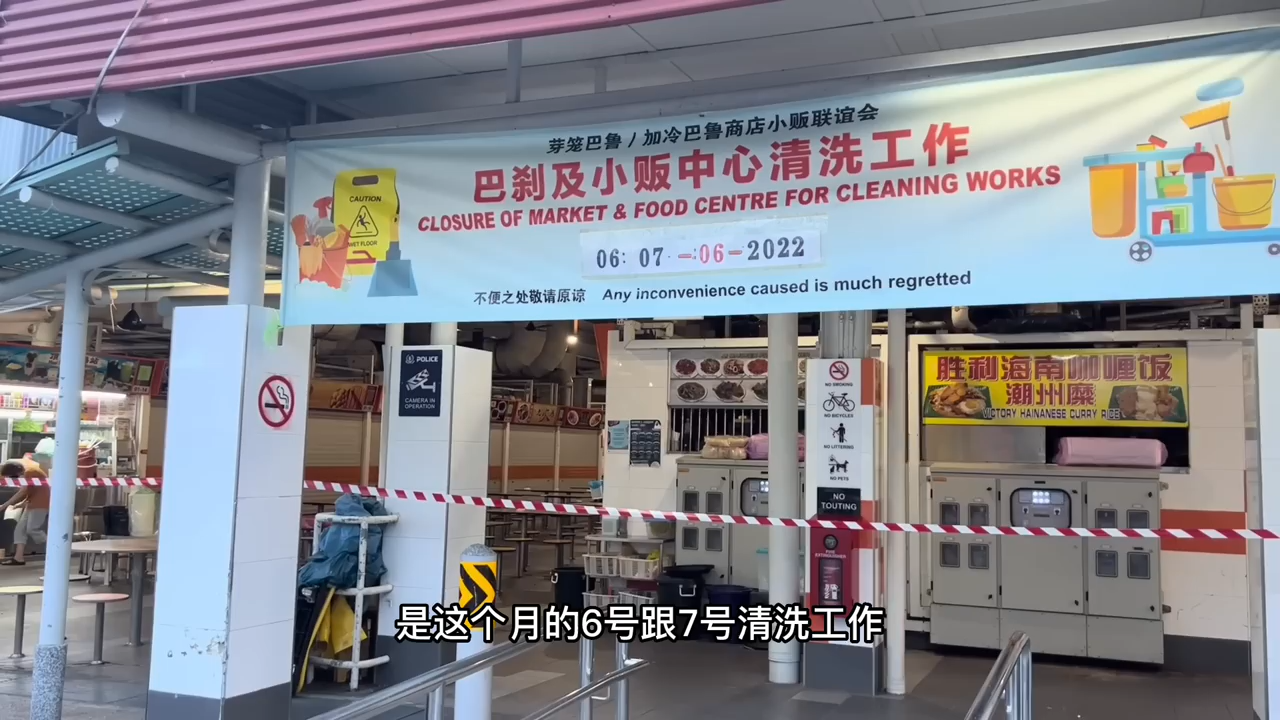 芽笼巴鲁 / 加冷巴鲁商店小贩联谊会
巴刹及小贩中心清洗工作
CLOSURE OF MARKET & FOOD CENTRE FOR CLEANING WORKS
06: 07 -:06-2022
不便之处敬请原谅 Any inconvenience caused is much regretted
CAUTION
WET FLOOR
POLICE
CAMERA IN
OPERATION
NO SMOKING
NO BICYCLES
NO LITTERING
NO PETS
NO
TOUTING
FIRE
EXTINGUISHER
胜利海南咖喱饭
潮州糜
VICTORY HAINANESE CURRY RICE
是这个月的6号跟7号清洗工作